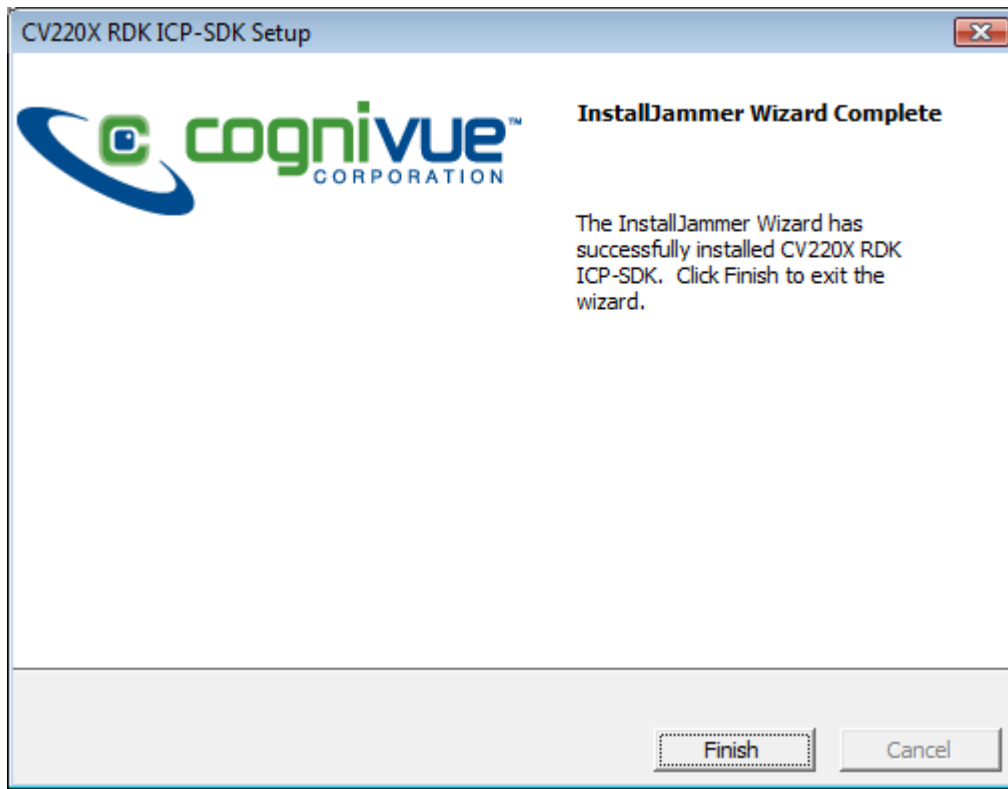 CV220X RDK ICP-SDK Setup
cognivue™
CORPORATION
InstallJammer Wizard Complete
The InstallJammer Wizard has
successfully installed CV220X RDK
ICP-SDK.  Click Finish to exit the
wizard.
Finish
Cancel